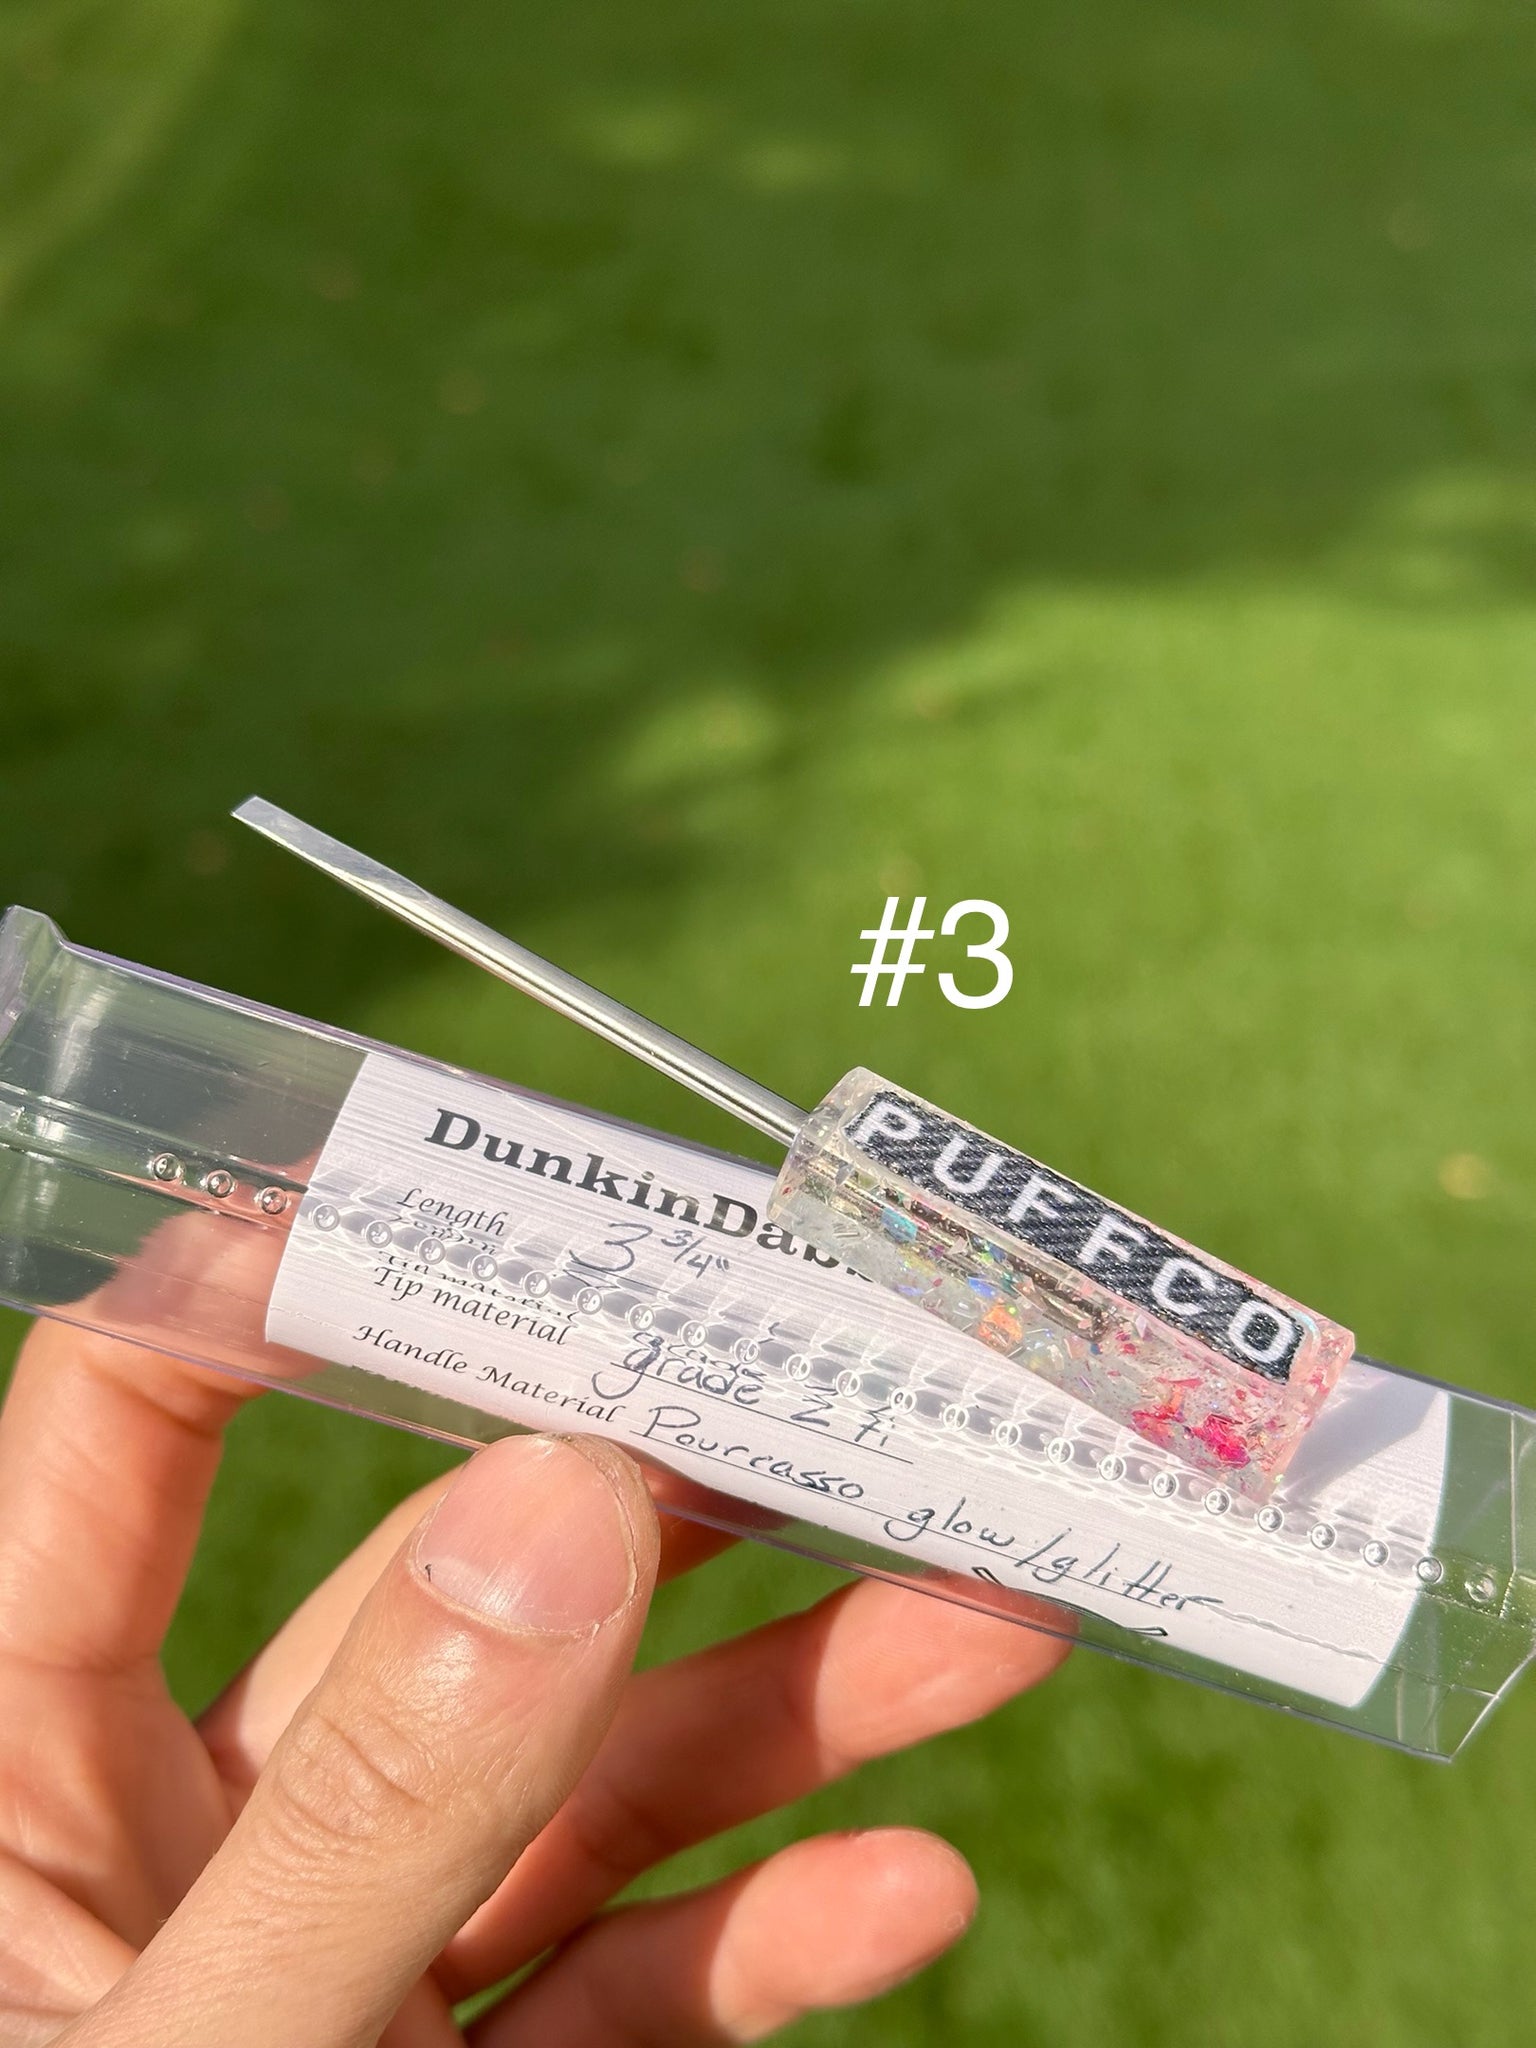 #3
PUFFCO
DunkinDab
Length 3 3/4"
Tip material grade 2 Ti
Handle Material Pourcasso glow/glitter